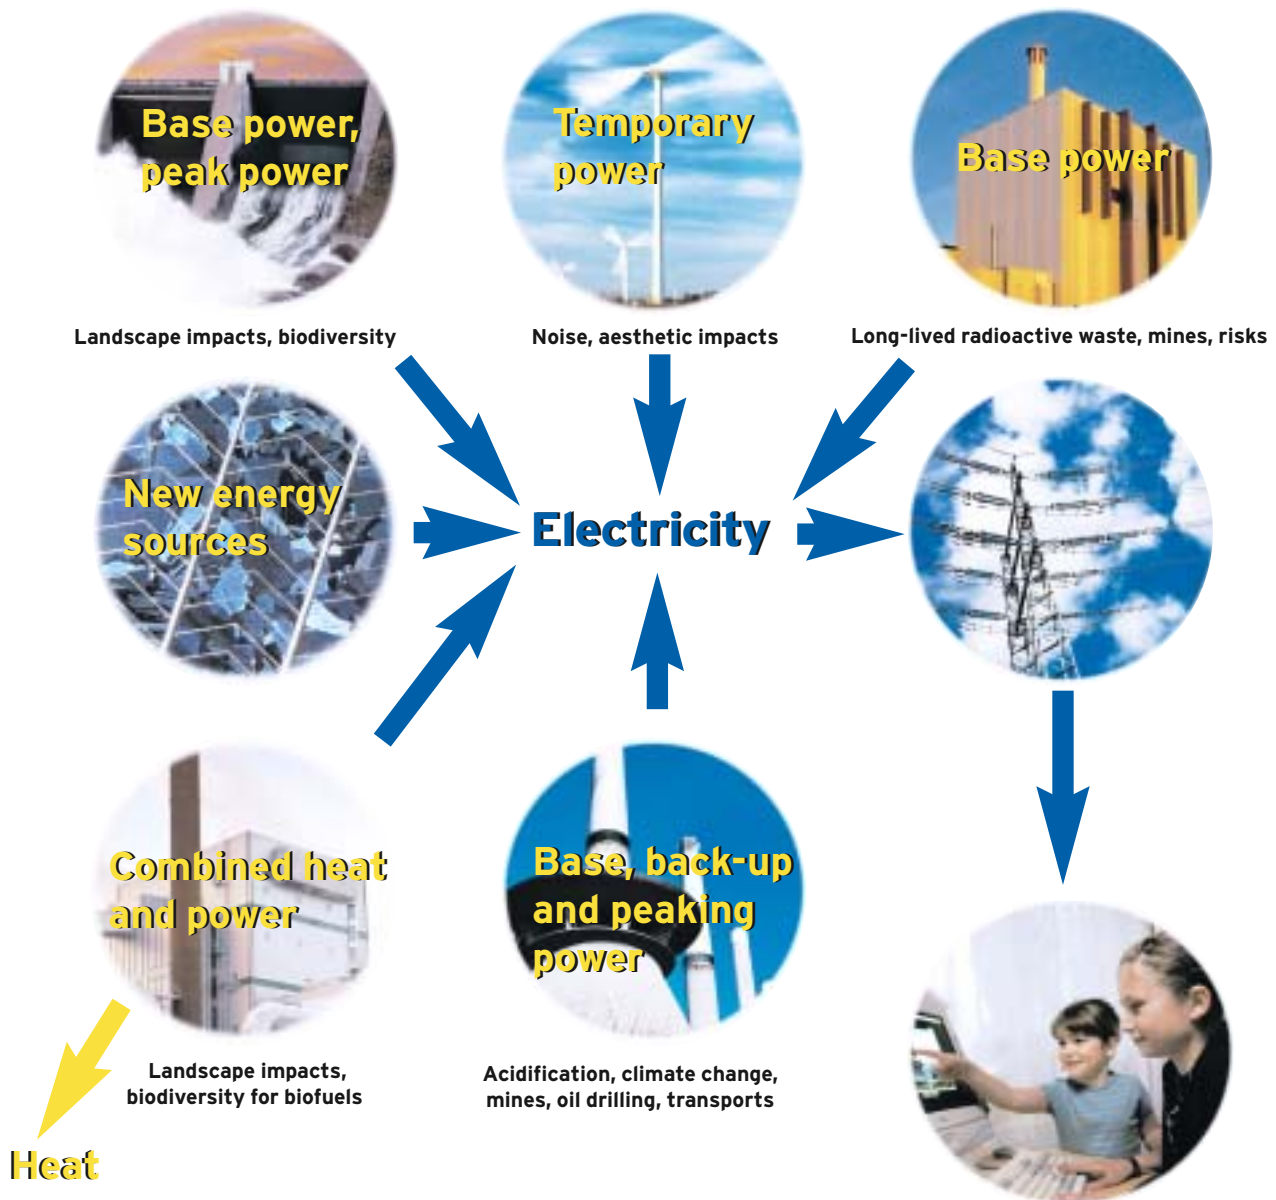 Base power,
peak power
Temporary
power
Base power
Landscape impacts, biodiversity
Noise, aesthetic impacts
Long-lived radioactive waste, mines, risks
New energy
sources
Electricity
Combined heat
and power
Base, back-up
and peaking
power
Landscape impacts,
biodiversity for biofuels
Acidification, climate change,
mines, oil drilling, transports
Heat